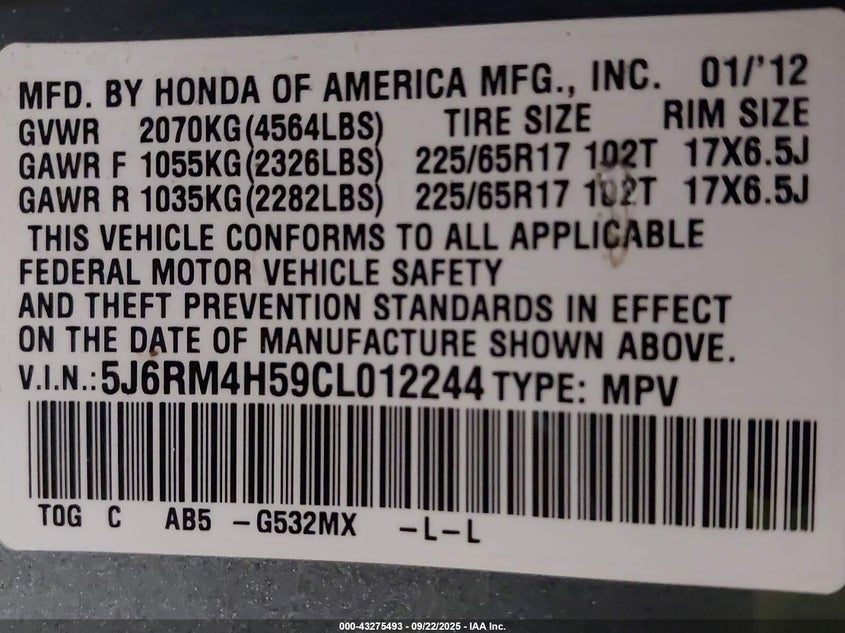 MFD. BY HONDA OF AMERICA MFG., INC. 01/'12
GVWR 2070KG(4564LBS) TIRE SIZE RIM SIZE
GAWR F 1055KG(2326LBS) 225/65R17 102T 17X6.5J
GAWR R 1035KG(2282LBS) 225/65R17 102T 17X6.5J
THIS VEHICLE CONFORMS TO ALL APPLICABLE
FEDERAL MOTOR VEHICLE SAFETY
AND THEFT PREVENTION STANDARDS IN EFFECT
ON THE DATE OF MANUFACTURE SHOWN ABOVE.
V.I.N.:5J6RM4H59CL012244 TYPE: MPV
TOG C AB5 -G532MX -L-L
000-43275493 - 09/22/2025 - IAA Inc.